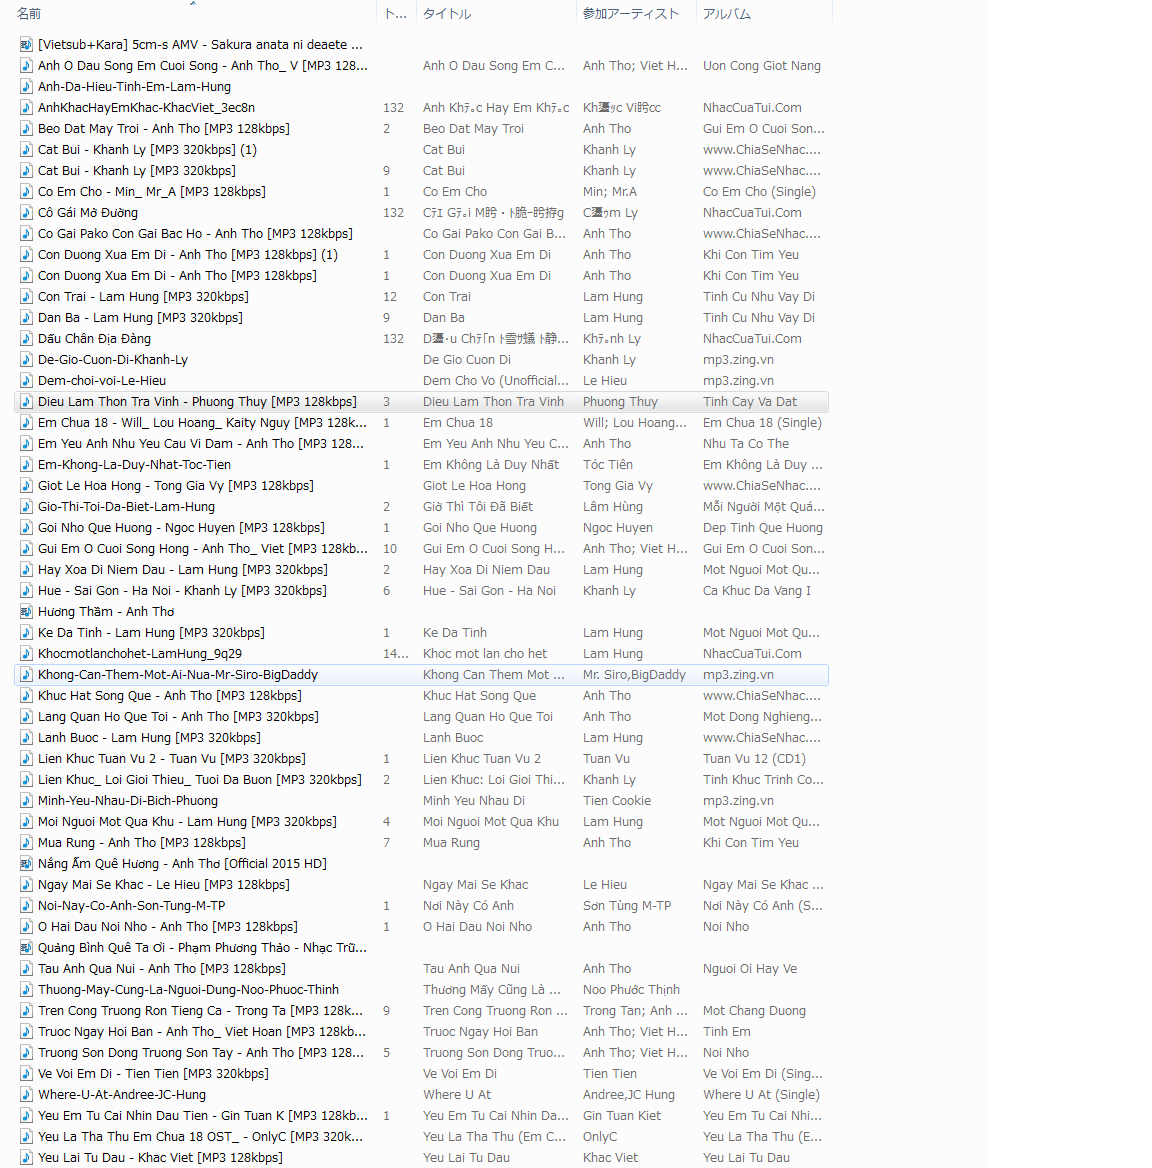 名前 ト... タイトル 参加アーティスト アルバム
[Vietsub+Kara] 5cm-s AMV - Sakura anata ni deaete ...
Anh O Dau Song Em Cuoi Song - Anh Tho_ V [MP3 128... Anh O Dau Song Em C... Anh Tho; Viet H... Uon Cong Giot Nang
Anh-Da-Hieu-Tinh-Em-Lam-Hung
AnhKhacHayEmKhac-KhacViet_3ec8n 132 Anh Khテ｡c Hay Em Khテ｡c NhacCuaTui.Com
Beo Dat May Troi - Anh Tho [MP3 128kbps] 2 Beo Dat May Troi Anh Tho Gui Em O Cuoi Son...
Cat Bui - Khanh Ly [MP3 320kbps] (1) Cat Bui Khanh Ly www.ChiaSeNhac....
Cat Bui - Khanh Ly [MP3 320kbps] 9 Cat Bui Khanh Ly www.ChiaSeNhac....
Co Em Cho - Min_ Mr_A [MP3 128kbps] 1 Co Em Cho Min; Mr.A Co Em Cho (Single)
Cô Gái Mở Đường 132 NhacCuaTui.Com
Co Gai Pako Con Gai Bac Ho - Anh Tho [MP3 128kbps] Co Gai Pako Con Gai B... Anh Tho www.ChiaSeNhac....
Con Duong Xua Em Di - Anh Tho [MP3 128kbps] (1) 1 Con Duong Xua Em Di Anh Tho Khi Con Tim Yeu
Con Duong Xua Em Di - Anh Tho [MP3 128kbps] 1 Con Duong Xua Em Di Anh Tho Khi Con Tim Yeu
Con Trai - Lam Hung [MP3 320kbps] 12 Con Trai Lam Hung Tinh Cu Nhu Vay Di
Dan Ba - Lam Hung [MP3 320kbps] 9 Dan Ba Lam Hung Tinh Cu Nhu Vay Di
Dấu Chân Địa Đàng 132 Khテ｡nh Ly NhacCuaTui.Com
De-Gio-Cuon-Di-Khanh-Ly De Gio Cuon Di Khanh Ly mp3.zing.vn
Dem-choi-voi-Le-Hieu Dem Cho Vo (Unofficial... Le Hieu mp3.zing.vn
Dieu Lam Thon Tra Vinh - Phuong Thuy [MP3 128kbps] 3 Dieu Lam Thon Tra Vinh Phuong Thuy Tinh Cay Va Dat
Em Chua 18 - Will_ Lou Hoang_ Kaity Nguy [MP3 128k... 1 Em Chua 18 Will; Lou Hoang... Em Chua 18 (Single)
Em Yeu Anh Nhu Yeu Cau Vi Dam - Anh Tho [MP3 128... Em Yeu Anh Nhu Yeu C... Anh Tho Nhu Ta Co The
Em-Khong-La-Duy-Nhat-Toc-Tien 1 Em Không Là Duy Nhất Tóc Tiên Em Không Là Duy ...
Giot Le Hoa Hong - Tong Gia Vy [MP3 128kbps] Giot Le Hoa Hong Tong Gia Vy www.ChiaSeNhac....
Gio-Thi-Toi-Da-Biet-Lam-Hung 2 Giờ Thì Tôi Đã Biết Lâm Hùng Mỗi Người Một Quá...
Goi Nho Que Huong - Ngoc Huyen [MP3 128kbps] 1 Goi Nho Que Huong Ngoc Huyen Dep Tinh Que Huong
Gui Em O Cuoi Song Hong - Anh Tho_ Viet [MP3 128kb... 10 Gui Em O Cuoi Song H... Anh Tho; Viet H... Gui Em O Cuoi Son...
Hay Xoa Di Niem Dau - Lam Hung [MP3 320kbps] 2 Hay Xoa Di Niem Dau Lam Hung Mot Nguoi Mot Qu...
Hue - Sai Gon - Ha Noi - Khanh Ly [MP3 320kbps] 6 Hue - Sai Gon - Ha Noi Khanh Ly Ca Khuc Da Vang I
Hương Thầm - Anh Thơ
Ke Da Tinh - Lam Hung [MP3 320kbps] 1 Ke Da Tinh Lam Hung Mot Nguoi Mot Qu...
Khocmotlanchohet-LamHung_9q29 14... Khoc mot lan cho het Lam Hung NhacCuaTui.Com
Khong-Can-Them-Mot-Ai-Nua-Mr-Siro-BigDaddy Khong Can Them Mot ... Mr. Siro,BigDaddy mp3.zing.vn
Khuc Hat Song Que - Anh Tho [MP3 128kbps] Khuc Hat Song Que Anh Tho www.ChiaSeNhac....
Lang Quan Ho Que Toi - Anh Tho [MP3 320kbps] Lang Quan Ho Que Toi Anh Tho Mot Dong Nghieng...
Lanh Buoc - Lam Hung [MP3 320kbps] Lanh Buoc Lam Hung www.ChiaSeNhac....
Lien Khuc Tuan Vu 2 - Tuan Vu [MP3 320kbps] 1 Lien Khuc Tuan Vu 2 Tuan Vu Tuan Vu 12 (CD1)
Lien Khuc_ Loi Gioi Thieu_ Tuoi Da Buon [MP3 320kbps] 2 Lien Khuc: Loi Gioi Thi... Khanh Ly Tinh Khuc Trinh Co...
Minh-Yeu-Nhau-Di-Bich-Phuong Minh Yeu Nhau Di Tien Cookie mp3.zing.vn
Moi Nguoi Mot Qua Khu - Lam Hung [MP3 320kbps] 4 Moi Nguoi Mot Qua Khu Lam Hung Mot Nguoi Mot Qu...
Mua Rung - Anh Tho [MP3 128kbps] 7 Mua Rung Anh Tho Khi Con Tim Yeu
Nắng Ấm Quê Hương - Anh Thơ [Official 2015 HD]
Ngay Mai Se Khac - Le Hieu [MP3 128kbps] Ngay Mai Se Khac Le Hieu Ngay Mai Se Khac ...
Noi-Nay-Co-Anh-Son-Tung-M-TP 1 Nơi Này Có Anh Sơn Tùng M-TP Nơi Này Có Anh (S...
O Hai Dau Noi Nho - Anh Tho [MP3 128kbps] 1 O Hai Dau Noi Nho Anh Tho Noi Nho
Quảng Bình Quê Ta Ơi - Phạm Phương Thảo - Nhạc Trữ...
Tau Anh Qua Nui - Anh Tho [MP3 128kbps] Tau Anh Qua Nui Anh Tho Nguoi Oi Hay Ve
Thuong-May-Cung-La-Nguoi-Dung-Noo-Phuoc-Thinh Thương Mấy Cũng Là ... Noo Phước Thịnh
Tren Cong Truong Ron Tieng Ca - Trong Ta [MP3 128k... 9 Tren Cong Truong Ron ... Trong Tan; Anh ... Mot Chang Duong
Truoc Ngay Hoi Ban - Anh Tho_ Viet Hoan [MP3 128kb... Truoc Ngay Hoi Ban Anh Tho; Viet H... Tinh Em
Truong Son Dong Truong Son Tay - Anh Tho [MP3 128... 5 Truong Son Dong Truo... Anh Tho; Viet H... Noi Nho
Ve Voi Em Di - Tien Tien [MP3 320kbps] Ve Voi Em Di Tien Tien Ve Voi Em Di (Sing...
Where-U-At-Andree-JC-Hung Where U At Andree,JC Hung Where U At (Single)
Yeu Em Tu Cai Nhin Dau Tien - Gin Tuan K [MP3 128kb... 1 Yeu Em Tu Cai Nhin Da... Gin Tuan Kiet Yeu Em Tu Cai Nhi...
Yeu La Tha Thu Em Chua 18 OST_ - OnlyC [MP3 320k... Yeu La Tha Thu (Em C... OnlyC Yeu La Tha Thu (E...
Yeu Lai Tu Dau - Khac Viet [MP3 128kbps] Yeu Lai Tu Dau Khac Viet Yeu Lai Tu Dau